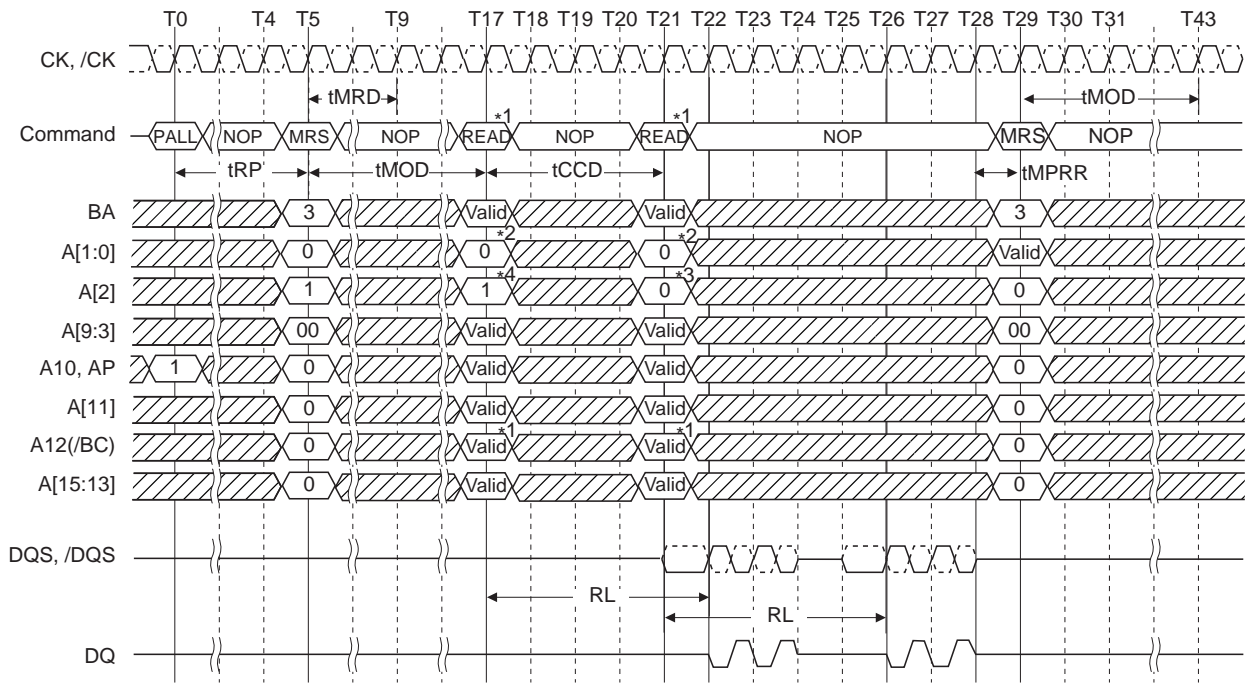 T0 T4 T5 T9 T17 T18 T19 T20 T21 T22 T23 T24 T25 T26 T27 T28 T29 T30 T31 T43
CK, /CK
tMRD tMOD
*1 *1
Command PALL NOP MRS NOP READ NOP READ NOP MRS NOP
tRP tMOD tCCD tMPRR
BA 3 Valid Valid 3
*2 *2
A[1:0] 0 0 0 Valid
*4 *3
A[2] 1 1 0 0
A[9:3] 00 Valid Valid 00
A10, AP 1 0 Valid Valid 0
A[11] 0 Valid Valid 0
*1 *1
A12(/BC) 0 Valid Valid 0
A[15:13] 0 Valid Valid 0
DQS, /DQS
RL
RL
DQ